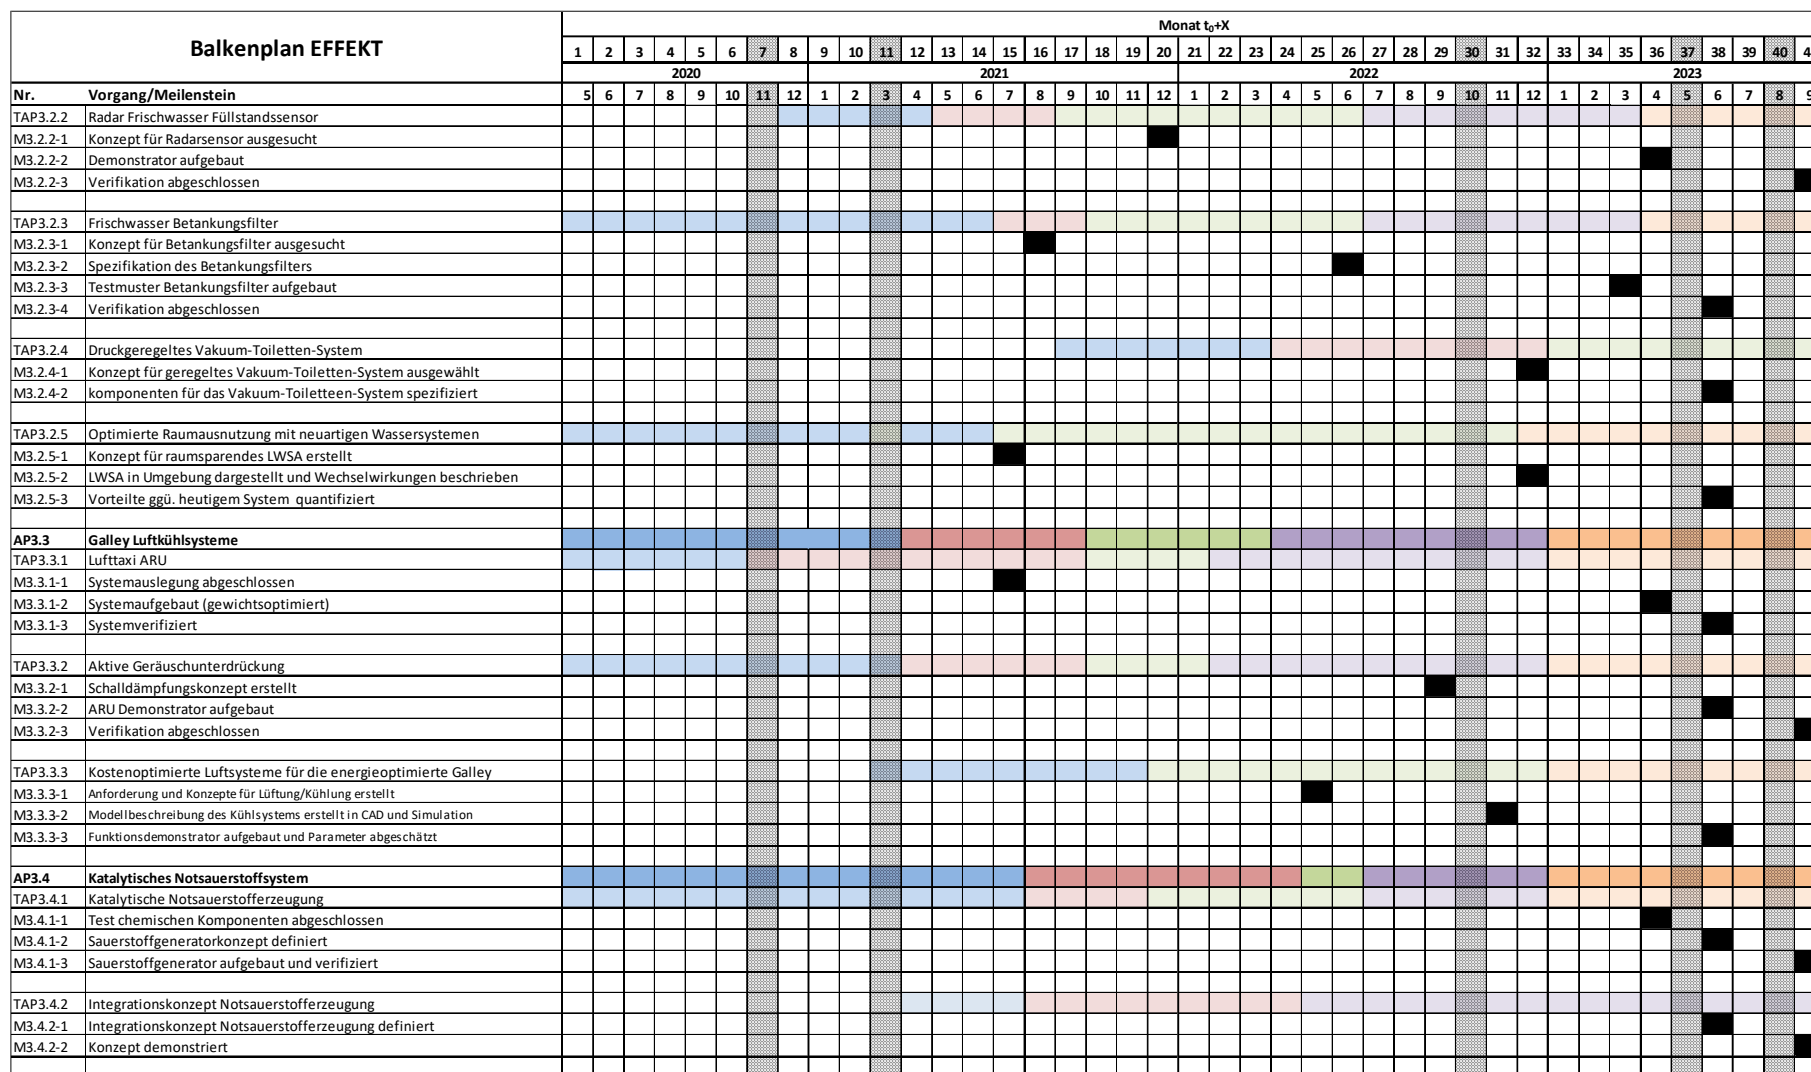 Monat t₀+X
Balkenplan EFFEKT
1 2 3 4 5 6 7 8 9 10 11 12 13 14 15 16 17 18 19 20 21 22 23 24 25 26 27 28 29 30 31 32 33 34 35 36 37 38 39 40
2020 2021 2022 2023
Nr. Vorgang/Meilenstein 5 6 7 8 9 10 11 12 1 2 3 4 5 6 7 8 9 10 11 12 1 2 3 4 5 6 7 8 9 10 11 12 1 2 3 4 5 6 7 8 9
TAP3.2.2 Radar Frischwasser Füllstandssensor
M3.2.2-1 Konzept für Radarsensor ausgesucht
M3.2.2-2 Demonstrator aufgebaut
M3.2.2-3 Verifikation abgeschlossen
TAP3.2.3 Frischwasser Betankungsfilter
M3.2.3-1 Konzept für Betankungsfilter ausgesucht
M3.2.3-2 Spezifikation des Betankungsfilters
M3.2.3-3 Testmuster Betankungsfilter aufgebaut
M3.2.3-4 Verifikation abgeschlossen
TAP3.2.4 Druckgeregeltes Vakuum-Toiletten-System
M3.2.4-1 Konzept für geregeltes Vakuum-Toiletten-System ausgewählt
M3.2.4-2 komponenten für das Vakuum-Toiletteen-System spezifiziert
TAP3.2.5 Optimierte Raumausnutzung mit neuartigen Wassersystemen
M3.2.5-1 Konzept für raumsparendes LWSA erstellt
M3.2.5-2 LWSA in Umgebung dargestellt und Wechselwirkungen beschrieben
M3.2.5-3 Vorteilte ggü. heutigem System quantifiziert
AP3.3 Galley Luftkühlsysteme
TAP3.3.1 Lufttaxi ARU
M3.3.1-1 Systemauslegung abgeschlossen
M3.3.1-2 Systemaufgebaut (gewichtsoptimiert)
M3.3.1-3 Systemverifiziert
TAP3.3.2 Aktive Geräuschunterdrückung
M3.3.2-1 Schalldämpfungskonzept erstellt
M3.3.2-2 ARU Demonstrator aufgebaut
M3.3.2-3 Verifikation abgeschlossen
TAP3.3.3 Kostenoptimierte Luftsysteme für die energieoptimierte Galley
M3.3.3-1 Anforderung und Konzepte für Lüftung/Kühlung erstellt
M3.3.3-2 Modellbeschreibung des Kühlsystems erstellt in CAD und Simulation
M3.3.3-3 Funktionsdemonstrator aufgebaut und Parameter abgeschätzt
AP3.4 Katalytisches Notsauerstoffsystem
TAP3.4.1 Katalytische Notsauerstofferzeugung
M3.4.1-1 Test chemischen Komponenten abgeschlossen
M3.4.1-2 Sauerstoffgeneratorkonzept definiert
M3.4.1-3 Sauerstoffgenerator aufgebaut und verifiziert
TAP3.4.2 Integrationskonzept Notsauerstofferzeugung
M3.4.2-1 Integrationskonzept Notsauerstofferzeugung definiert
M3.4.2-2 Konzept demonstriert